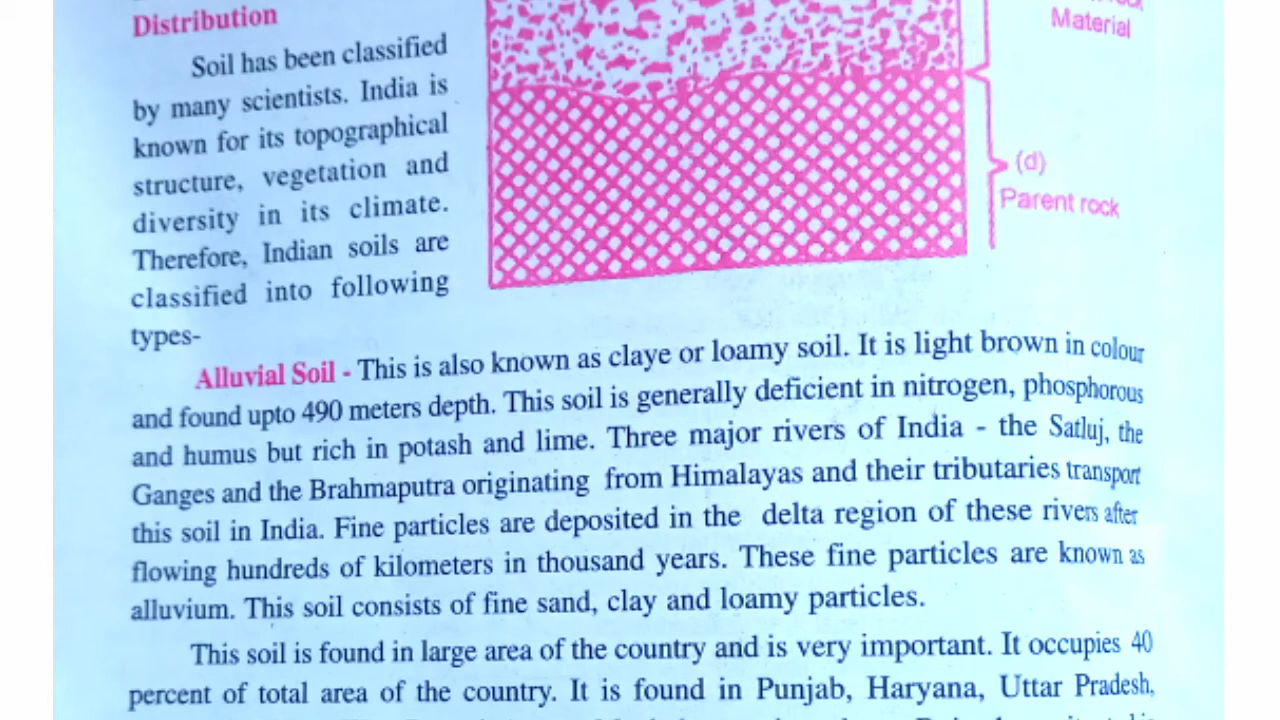 Distribution
Soil has been classified
by many scientists. India is
known for its topographical
structure, vegetation and
diversity in its climate.
Therefore, Indian soils are
classified into following
types-
Material
(d)
Parent rock
Alluvial Soil - This is also known as claye or loamy soil. It is light brown in colour
and found upto 490 meters depth. This soil is generally deficient in nitrogen, phosphorous
and humus but rich in potash and lime. Three major rivers of India - the Satluj, the
Ganges and the Brahmaputra originating from Himalayas and their tributaries transport
this soil in India. Fine particles are deposited in the delta region of these rivers after
flowing hundreds of kilometers in thousand years. These fine particles are known as
alluvium. This soil consists of fine sand, clay and loamy particles.
This soil is found in large area of the country and is very important. It occupies 40
percent of total area of the country. It is found in Punjab, Haryana, Uttar Pradesh,